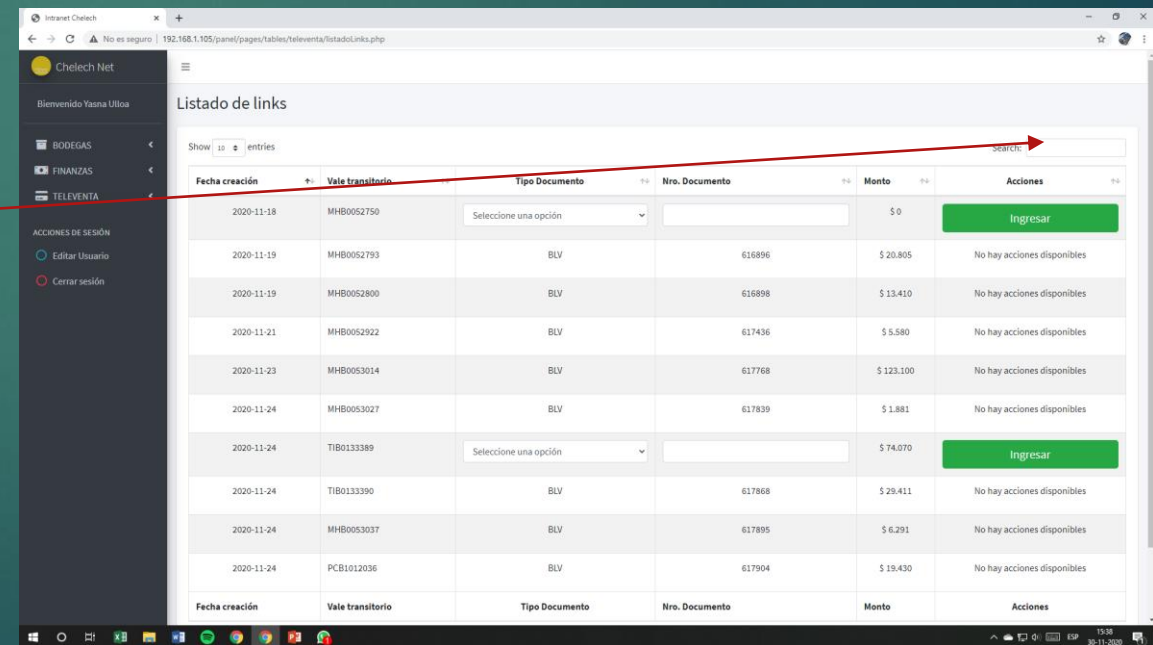 Intranet Chelech
No es seguro | 192.168.1.105/panel/pages/tables/televenta/listadoLinks.php
Chelech Net
Bienvenido Yasna Ulloa
BODEGAS
FINANZAS
TELEVENTA
ACCIONES DE SESIÓN
Editar Usuario
Cerrar sesión
Listado de links
Show 10 entries
Search:
Fecha creación Vale transitorio Tipo Documento Nro. Documento Monto Acciones
2020-11-18 MHB0052750 Seleccione una opción $ 0 Ingresar
2020-11-19 MHB0052793 BLV 616896 $ 20.805 No hay acciones disponibles
2020-11-19 MHB0052800 BLV 616898 $ 13.410 No hay acciones disponibles
2020-11-21 MHB0052922 BLV 617436 $ 5.580 No hay acciones disponibles
2020-11-23 MHB0053014 BLV 617768 $ 123.100 No hay acciones disponibles
2020-11-24 MHB0053027 BLV 617839 $ 1.881 No hay acciones disponibles
2020-11-24 TIB0133389 Seleccione una opción $ 74.070 Ingresar
2020-11-24 TIB0133390 BLV 617868 $ 29.411 No hay acciones disponibles
2020-11-24 MHB0053037 BLV 617895 $ 6.291 No hay acciones disponibles
2020-11-24 PCB1012036 BLV 617904 $ 19.430 No hay acciones disponibles
Fecha creación Vale transitorio Tipo Documento Nro. Documento Monto Acciones
ESP
15:38
30-11-2020